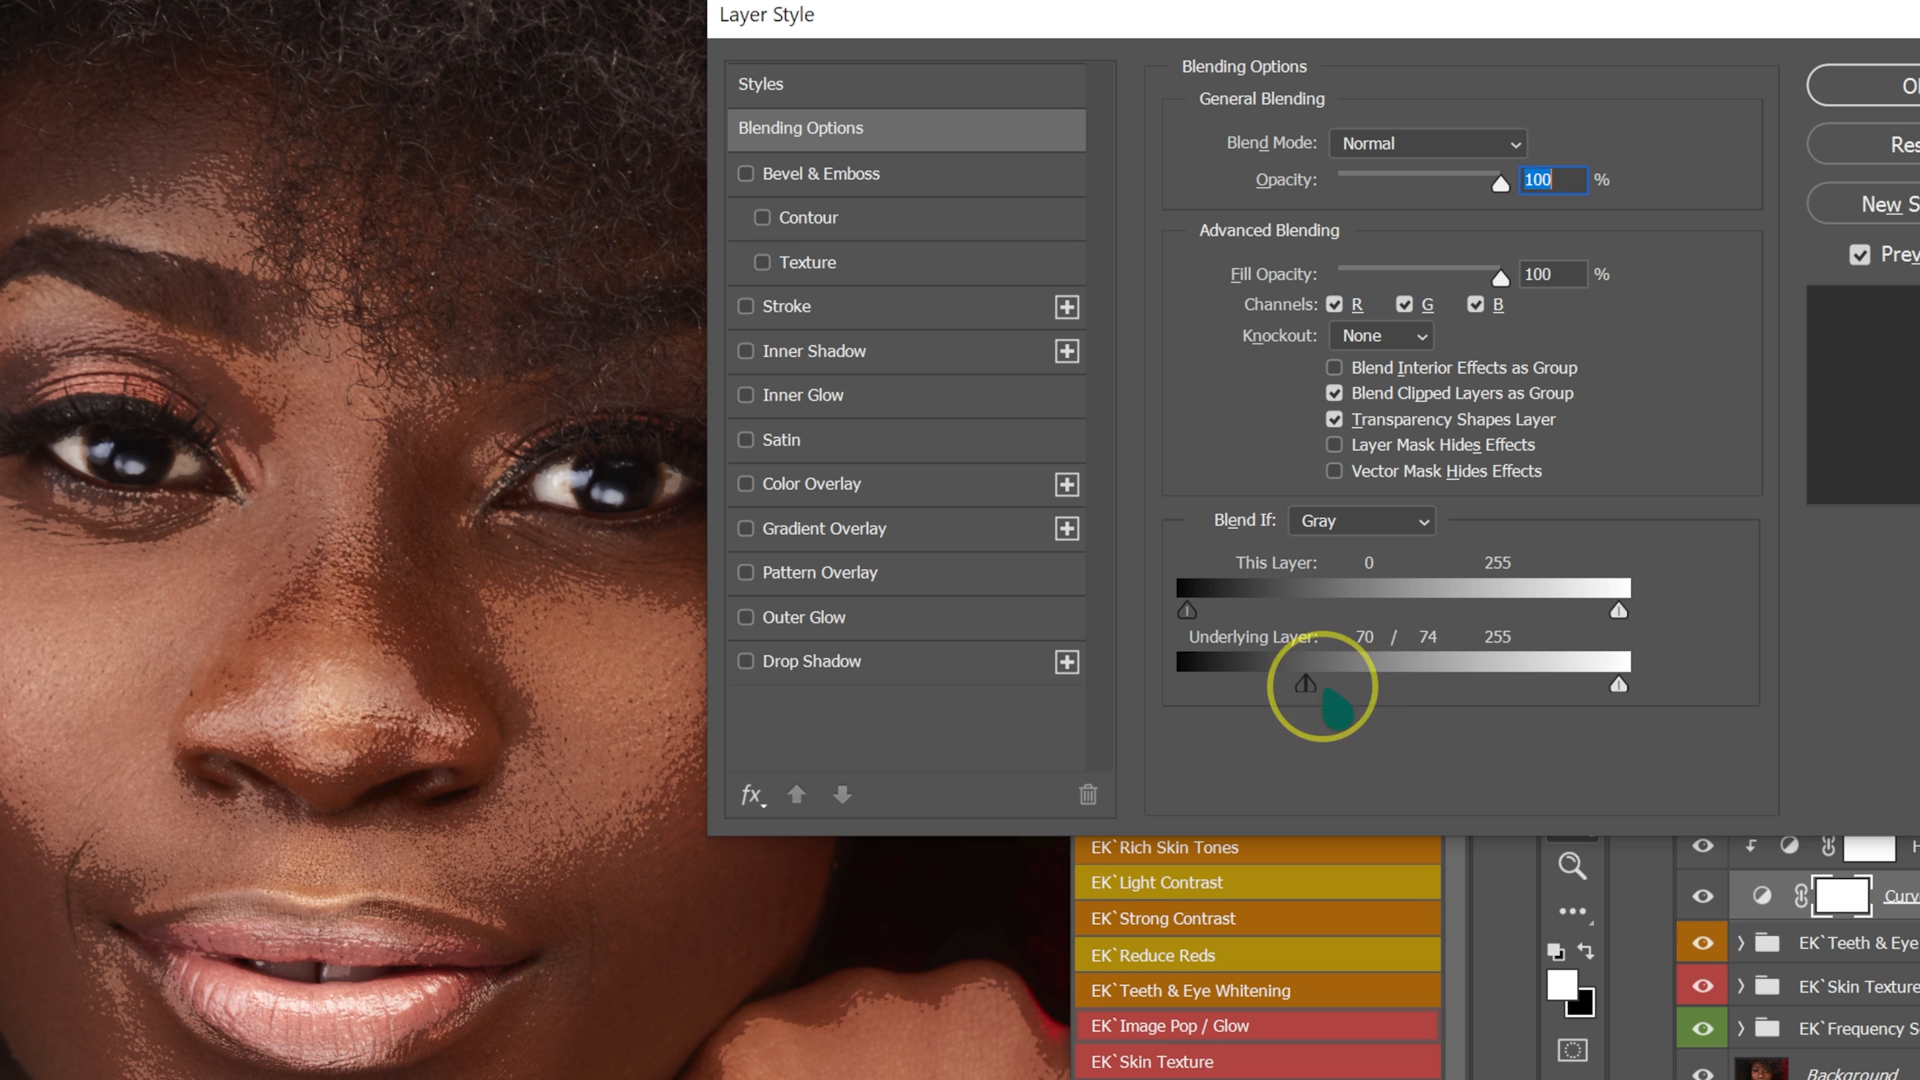 Layer Style
Styles
Blending Options
Bevel & Emboss
Contour
Texture
Stroke
Inner Shadow
Inner Glow
Satin
Color Overlay
Gradient Overlay
Pattern Overlay
Outer Glow
Drop Shadow
fx
Blending Options
General Blending
Blend Mode: Normal
Opacity: 100 %
Advanced Blending
Fill Opacity: 100 %
Channels: R G B
Knockout: None
Blend Interior Effects as Group
Blend Clipped Layers as Group
Transparency Shapes Layer
Layer Mask Hides Effects
Vector Mask Hides Effects
Blend If: Gray
This Layer: 0 255
Underlying Layer: 70 / 74 255
New S
Prev
EK`Rich Skin Tones
EK`Light Contrast
EK`Strong Contrast
EK`Reduce Reds
EK`Teeth & Eye Whitening
EK`Image Pop / Glow
EK`Skin Texture
Curv
EK`Teeth & Eye
EK`Skin Texture
EK`Frequency S
Background